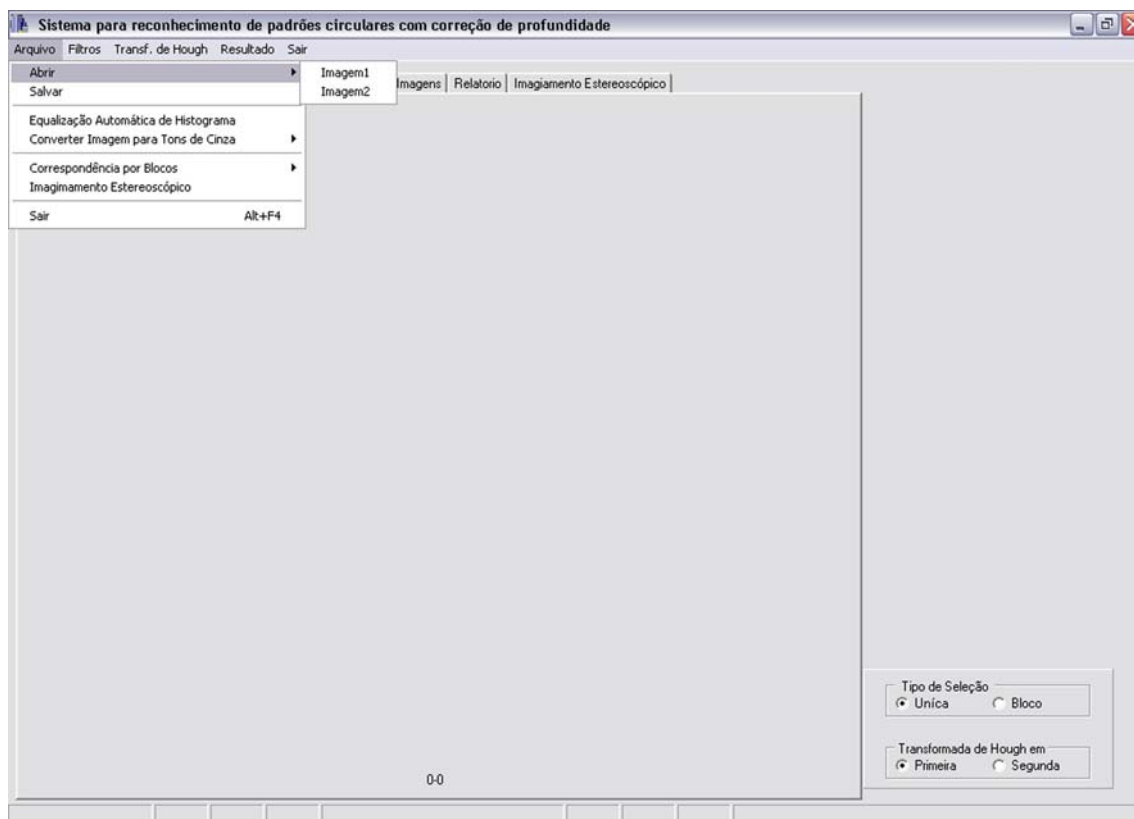 Sistema para reconhecimento de padrões circulares com correção de profundidade
Arquivo Filtros Transf. de Hough Resultado Sair
Abrir
Imagem1
Salvar
Imagem2
Imagens Relatorio Imagiamento Estereoscópico
Equalização Automática de Histograma
Converter Imagem para Tons de Cinza
Correspondência por Blocos
Imagimamento Estereoscópico
Sair Alt+F4
Tipo de Seleção
Uníca Bloco
Transformada de Hough em
Primeira Segunda
0-0